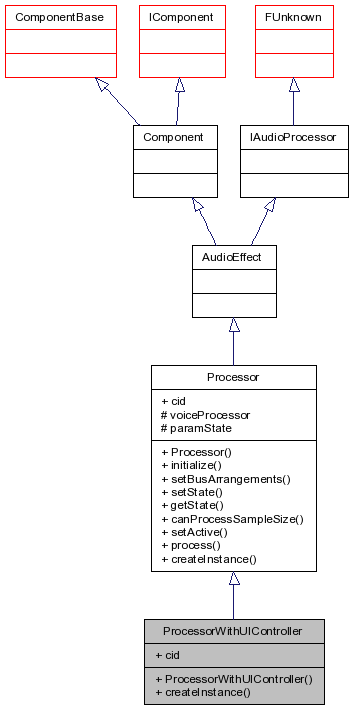 ComponentBase
IComponent
FUnknown
Component
IAudioProcessor
AudioEffect
Processor
+ cid
# voiceProcessor
# paramState
+ Processor()
+ initialize()
+ setBusArrangements()
+ setState()
+ getState()
+ canProcessSampleSize()
+ setActive()
+ process()
+ createInstance()
ProcessorWithUIController
+ cid
+ ProcessorWithUIController()
+ createInstance()